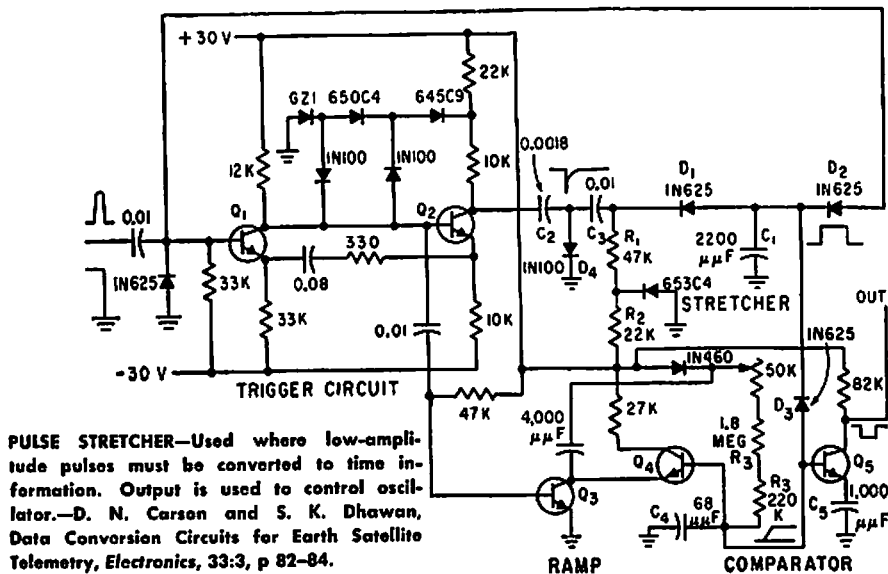 +30 V
22K
GZ1 650C4 645C9
0.0018
12K
1N100
1N100
10K
0.01
D1
1N625
D2
1N625
0.01
Q1
Q2
C2
C3
R1
47K
2200
μμF
C1
1N625
33K
0.08
330
1N100
D4
653C4
STRETCHER
OUT
33K
0.01
10K
R2
22K
1N625
-30 V
TRIGGER CIRCUIT
1N460
50K
D3
82K
47K
4,000
μμF
27K
1.8
MEG
R3
Q4
Q5
Q3
C4
68
μμF
R3
220
K
C5
1,000
μμF
RAMP
COMPARATOR
PULSE STRETCHER—Used where low-ampli-
tude pulses must be converted to time in-
formation. Output is used to control oscil-
lator.—D. N. Carson and S. K. Dhawan,
Data Conversion Circuits for Earth Satellite
Telemetry, Electronics, 33:3, p 82–84.